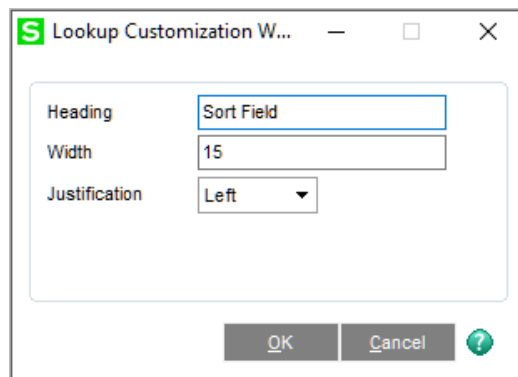 S Lookup Customization W...
Heading Sort Field
Width 15
Justification Left
OK Cancel ?